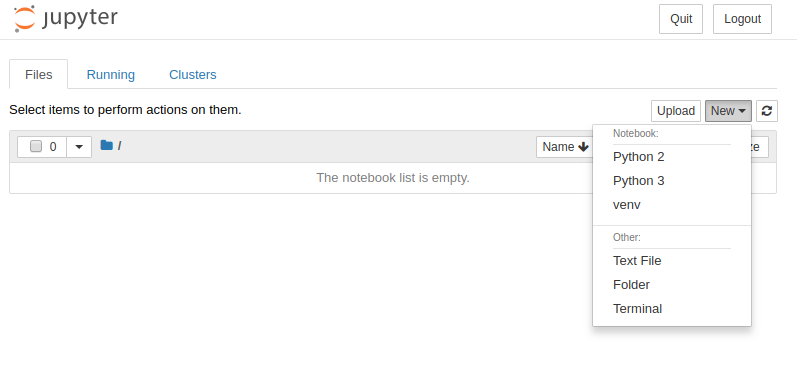 jupyter
Quit
Logout
Files
Running
Clusters
Select items to perform actions on them.
Upload
New
0
/
Name
ze
The notebook list is empty.
Notebook:
Python 2
Python 3
venv
Other:
Text File
Folder
Terminal